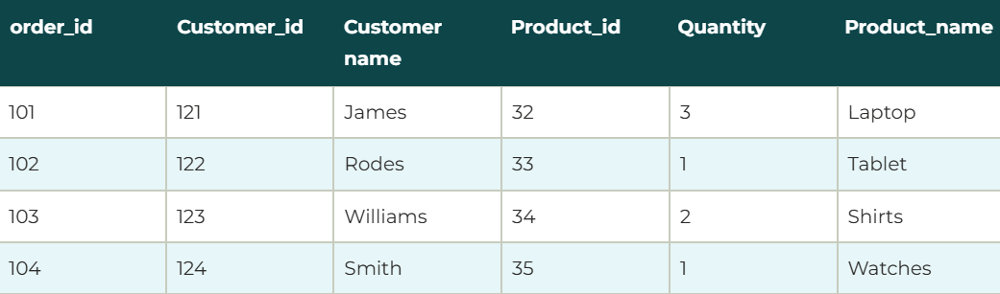 order_id Customer_id Customer Product_id Quantity Product_name
name
101 121 James 32 3 Laptop
102 122 Rodes 33 1 Tablet
103 123 Williams 34 2 Shirts
104 124 Smith 35 1 Watches